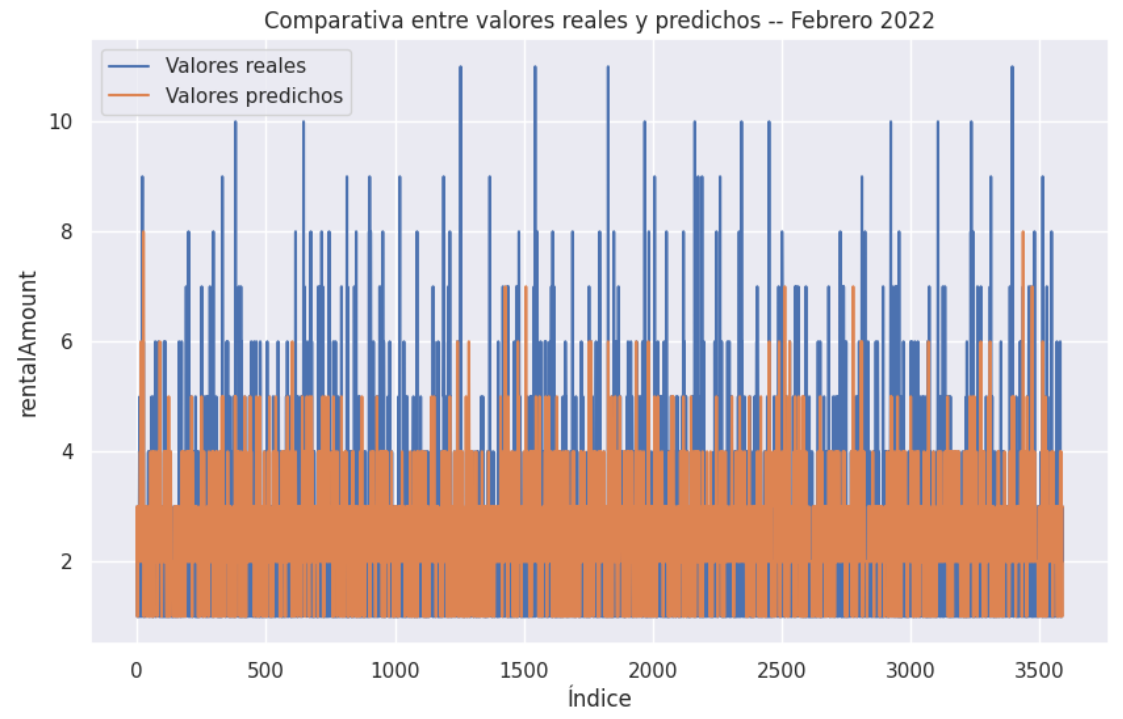 Comparativa entre valores reales y predichos -- Febrero 2022
Valores reales
Valores predichos
10
8
6
4
2
rentalAmount
0 500 1000 1500 2000 2500 3000 3500
Índice